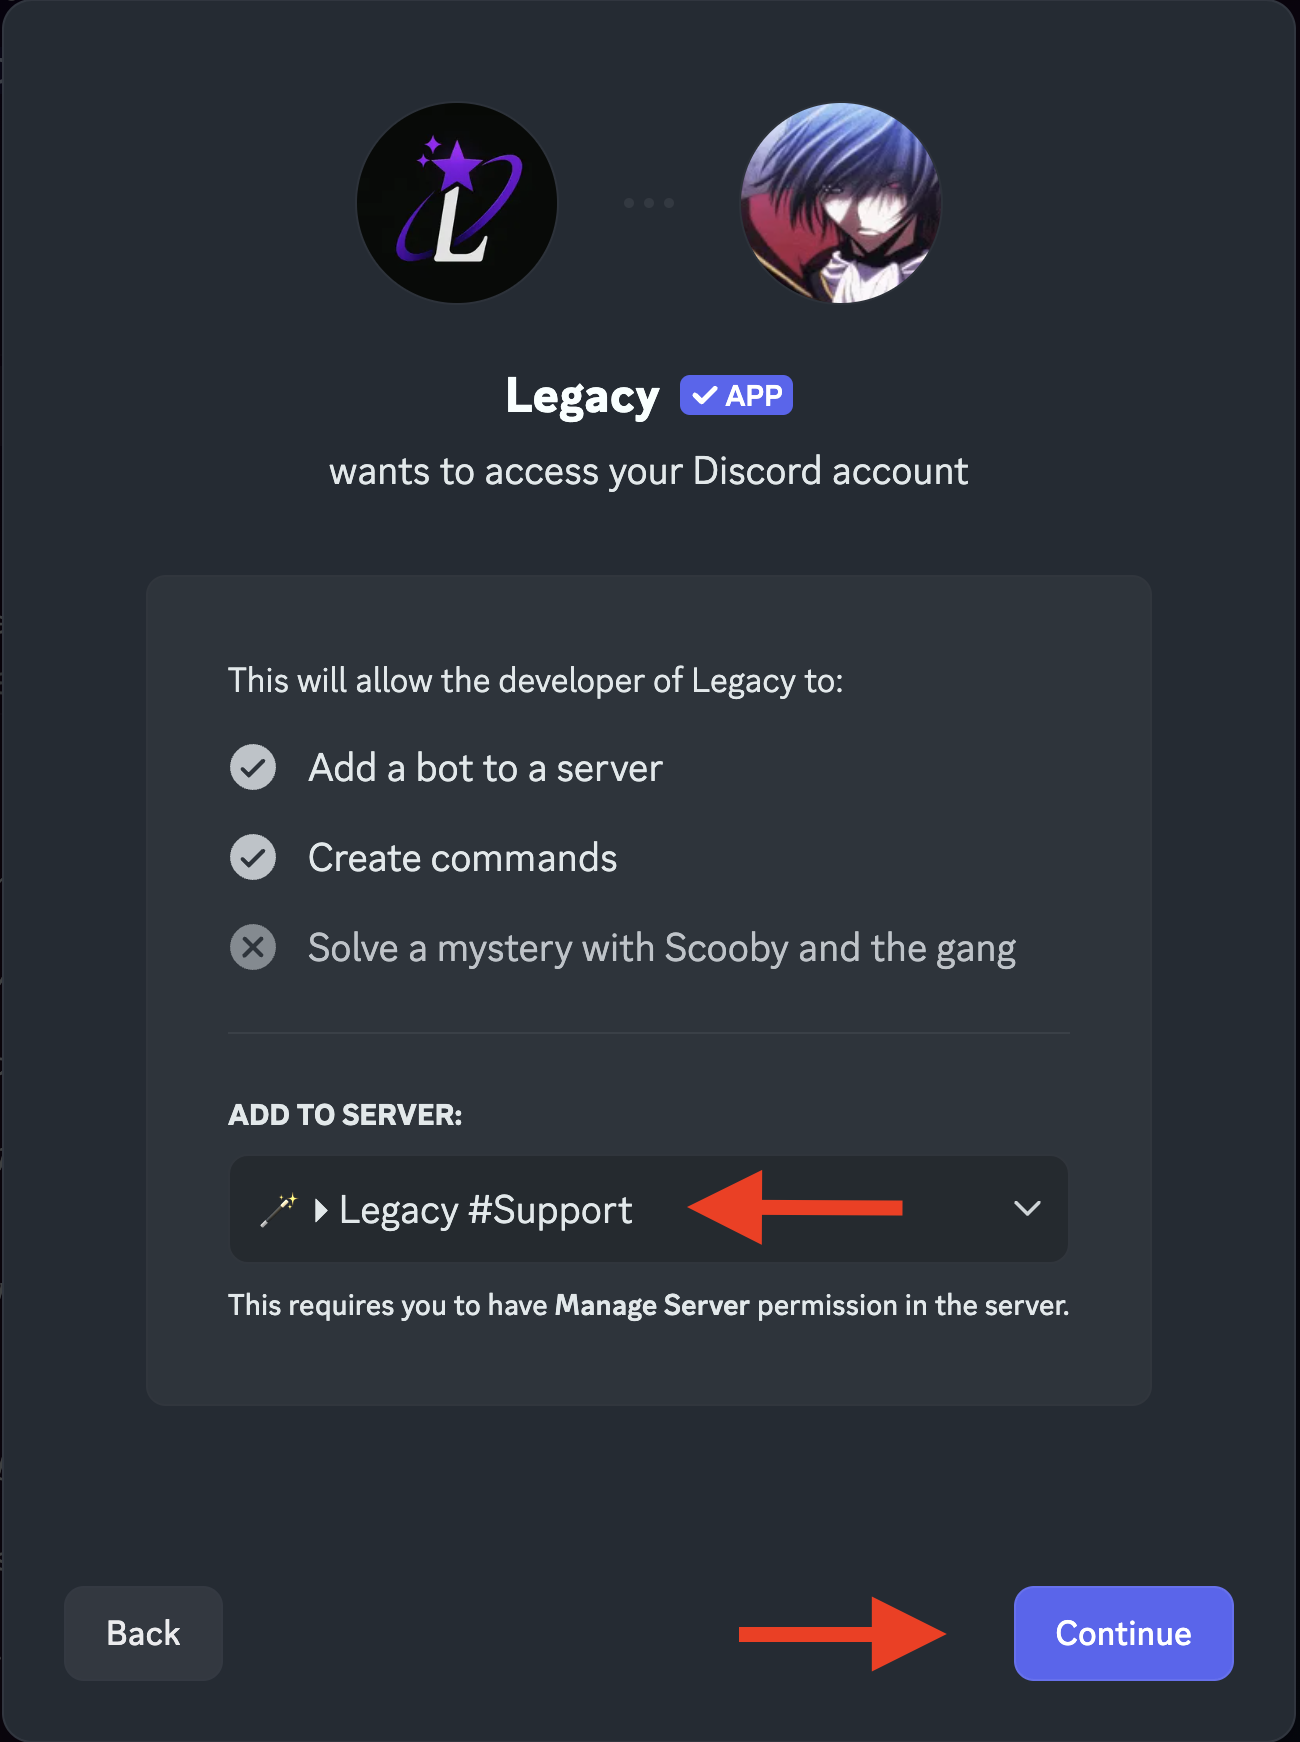 L
Legacy APP
wants to access your Discord account
This will allow the developer of Legacy to:
Add a bot to a server
Create commands
Solve a mystery with Scooby and the gang
ADD TO SERVER:
Legacy #Support
This requires you to have Manage Server permission in the server.
Back
Continue